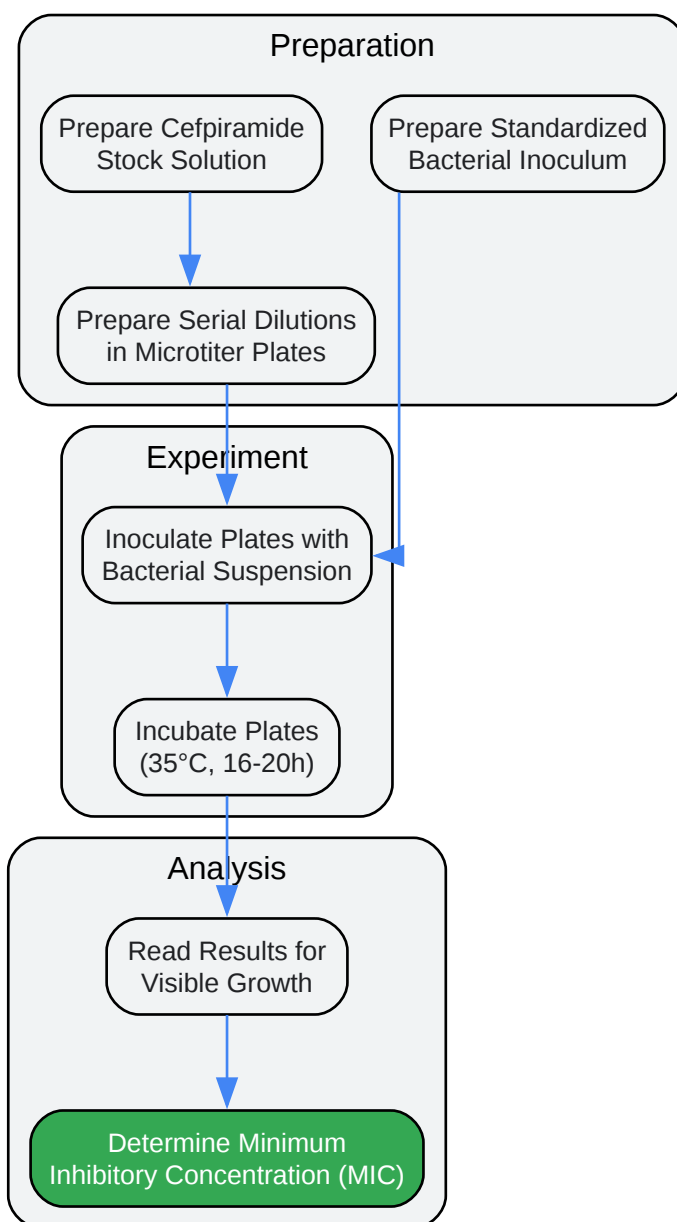 Preparation
Prepare Cefpiramide
Stock Solution
Prepare Standardized
Bacterial Inoculum
Prepare Serial Dilutions
in Microtiter Plates
Experiment
Inoculate Plates with
Bacterial Suspension
Incubate Plates
(35°C, 16-20h)
Analysis
Read Results for
Visible Growth
Determine Minimum
Inhibitory Concentration (MIC)